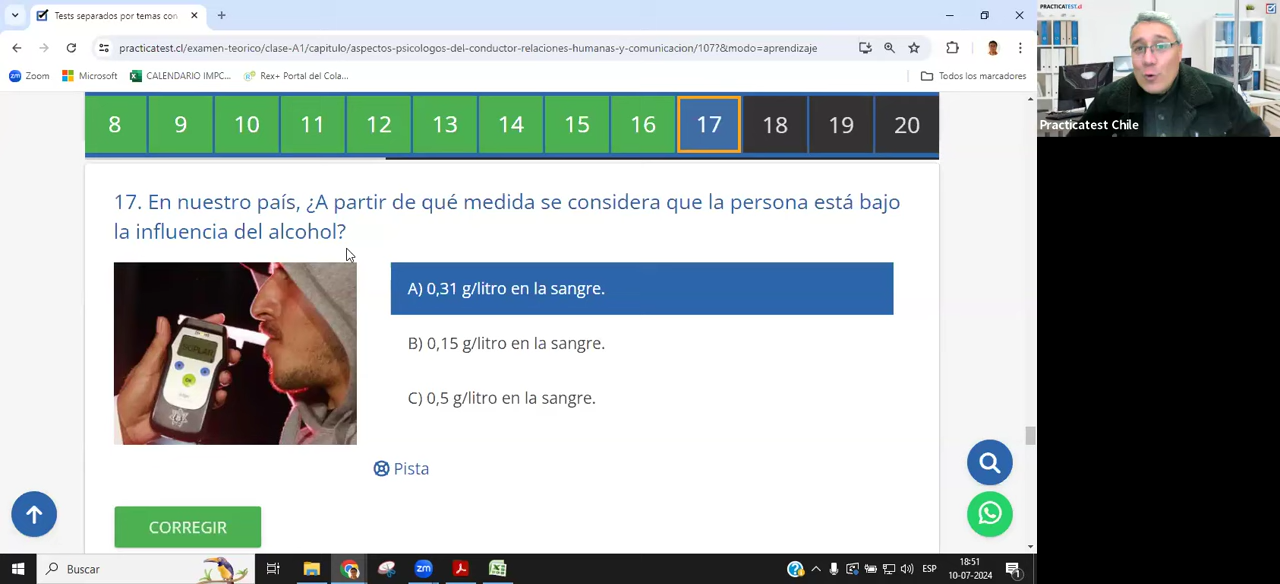 Tests separados por temas con
practicatest.cl/examen-teorico/clase-A1/capitulo/aspectos-psicologos-del-conductor-relaciones-humanas-y-comunicacion/107?&modo=aprendizaje
Zoom
Microsoft
CALENDARIO IMPC...
Rex+ Portal del Cola...
Todos los marcadores
PRACTICATEST.cl
Practicatest Chile
8 9 10 11 12 13 14 15 16 17 18 19 20
17. En nuestro país, ¿A partir de qué medida se considera que la persona está bajo
la influencia del alcohol?
A) 0,31 g/litro en la sangre.
B) 0,15 g/litro en la sangre.
C) 0,5 g/litro en la sangre.
Pista
CORREGIR
Buscar
ESP
18:51
10-07-2024